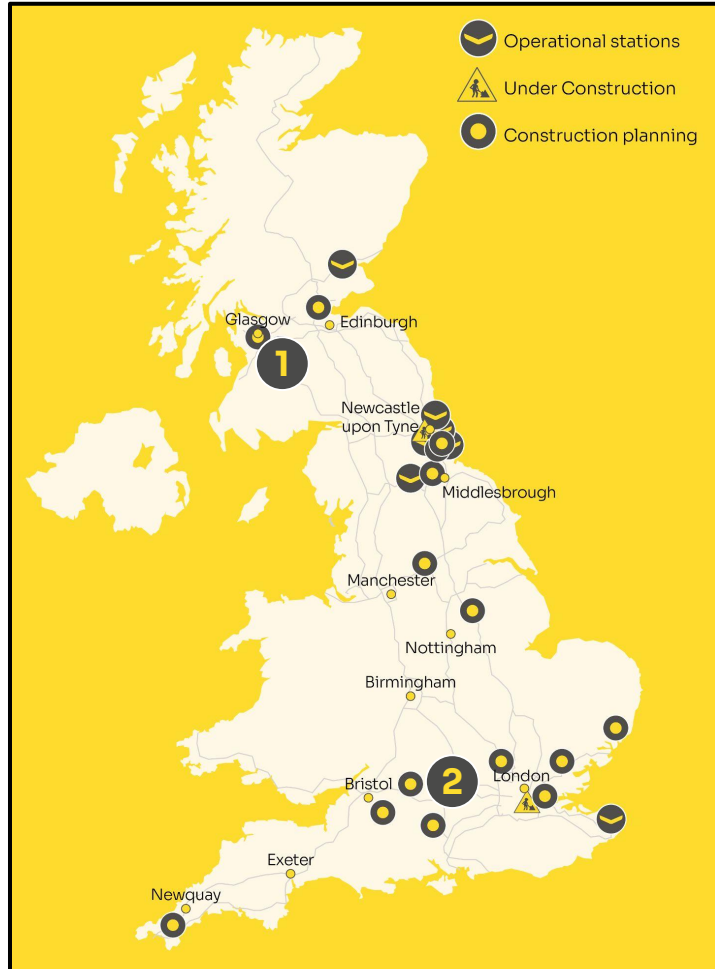 Operational stations
Under Construction
Construction planning
Glasgow
Edinburgh
1
Newcastle
upon Tyne
Middlesbrough
Manchester
Nottingham
Birmingham
London
2
Bristol
Exeter
Newquay